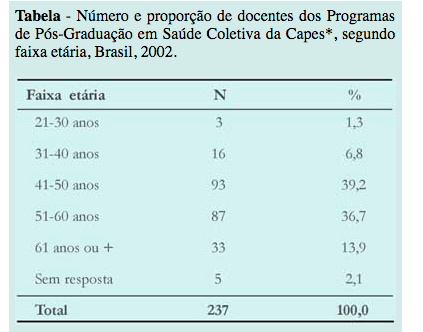 Tabela - Número e proporção de docentes dos Programas
de Pós-Graduação em Saúde Coletiva da Capes*, segundo
faixa etária, Brasil, 2002.
Faixa etária N %
21-30 anos 3 1,3
31-40 anos 16 6,8
41-50 anos 93 39,2
51-60 anos 87 36,7
61 anos ou + 33 13,9
Sem resposta 5 2,1
Total 237 100,0